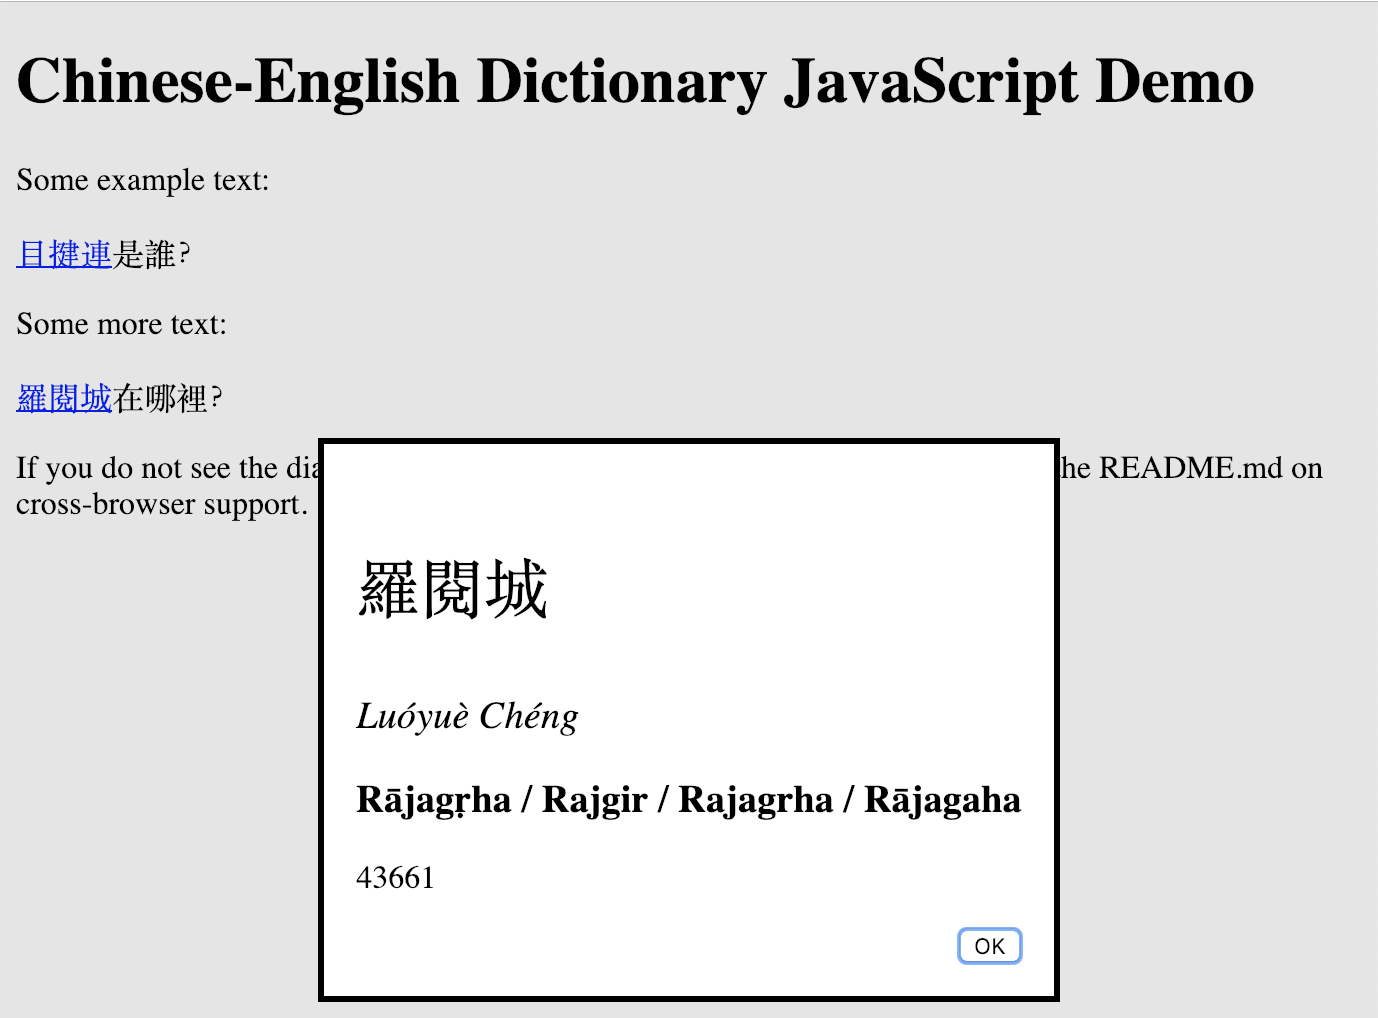 Chinese-English Dictionary JavaScript Demo
Some example text:
目揵連是誰?
Some more text:
羅閱城在哪裡?
If you do not see the he README.md on
cross-browser support.
羅閱城
Luóyuè Chéng
Rājagṛha / Rajgir / Rajagrha / Rājagaha
43661
OK